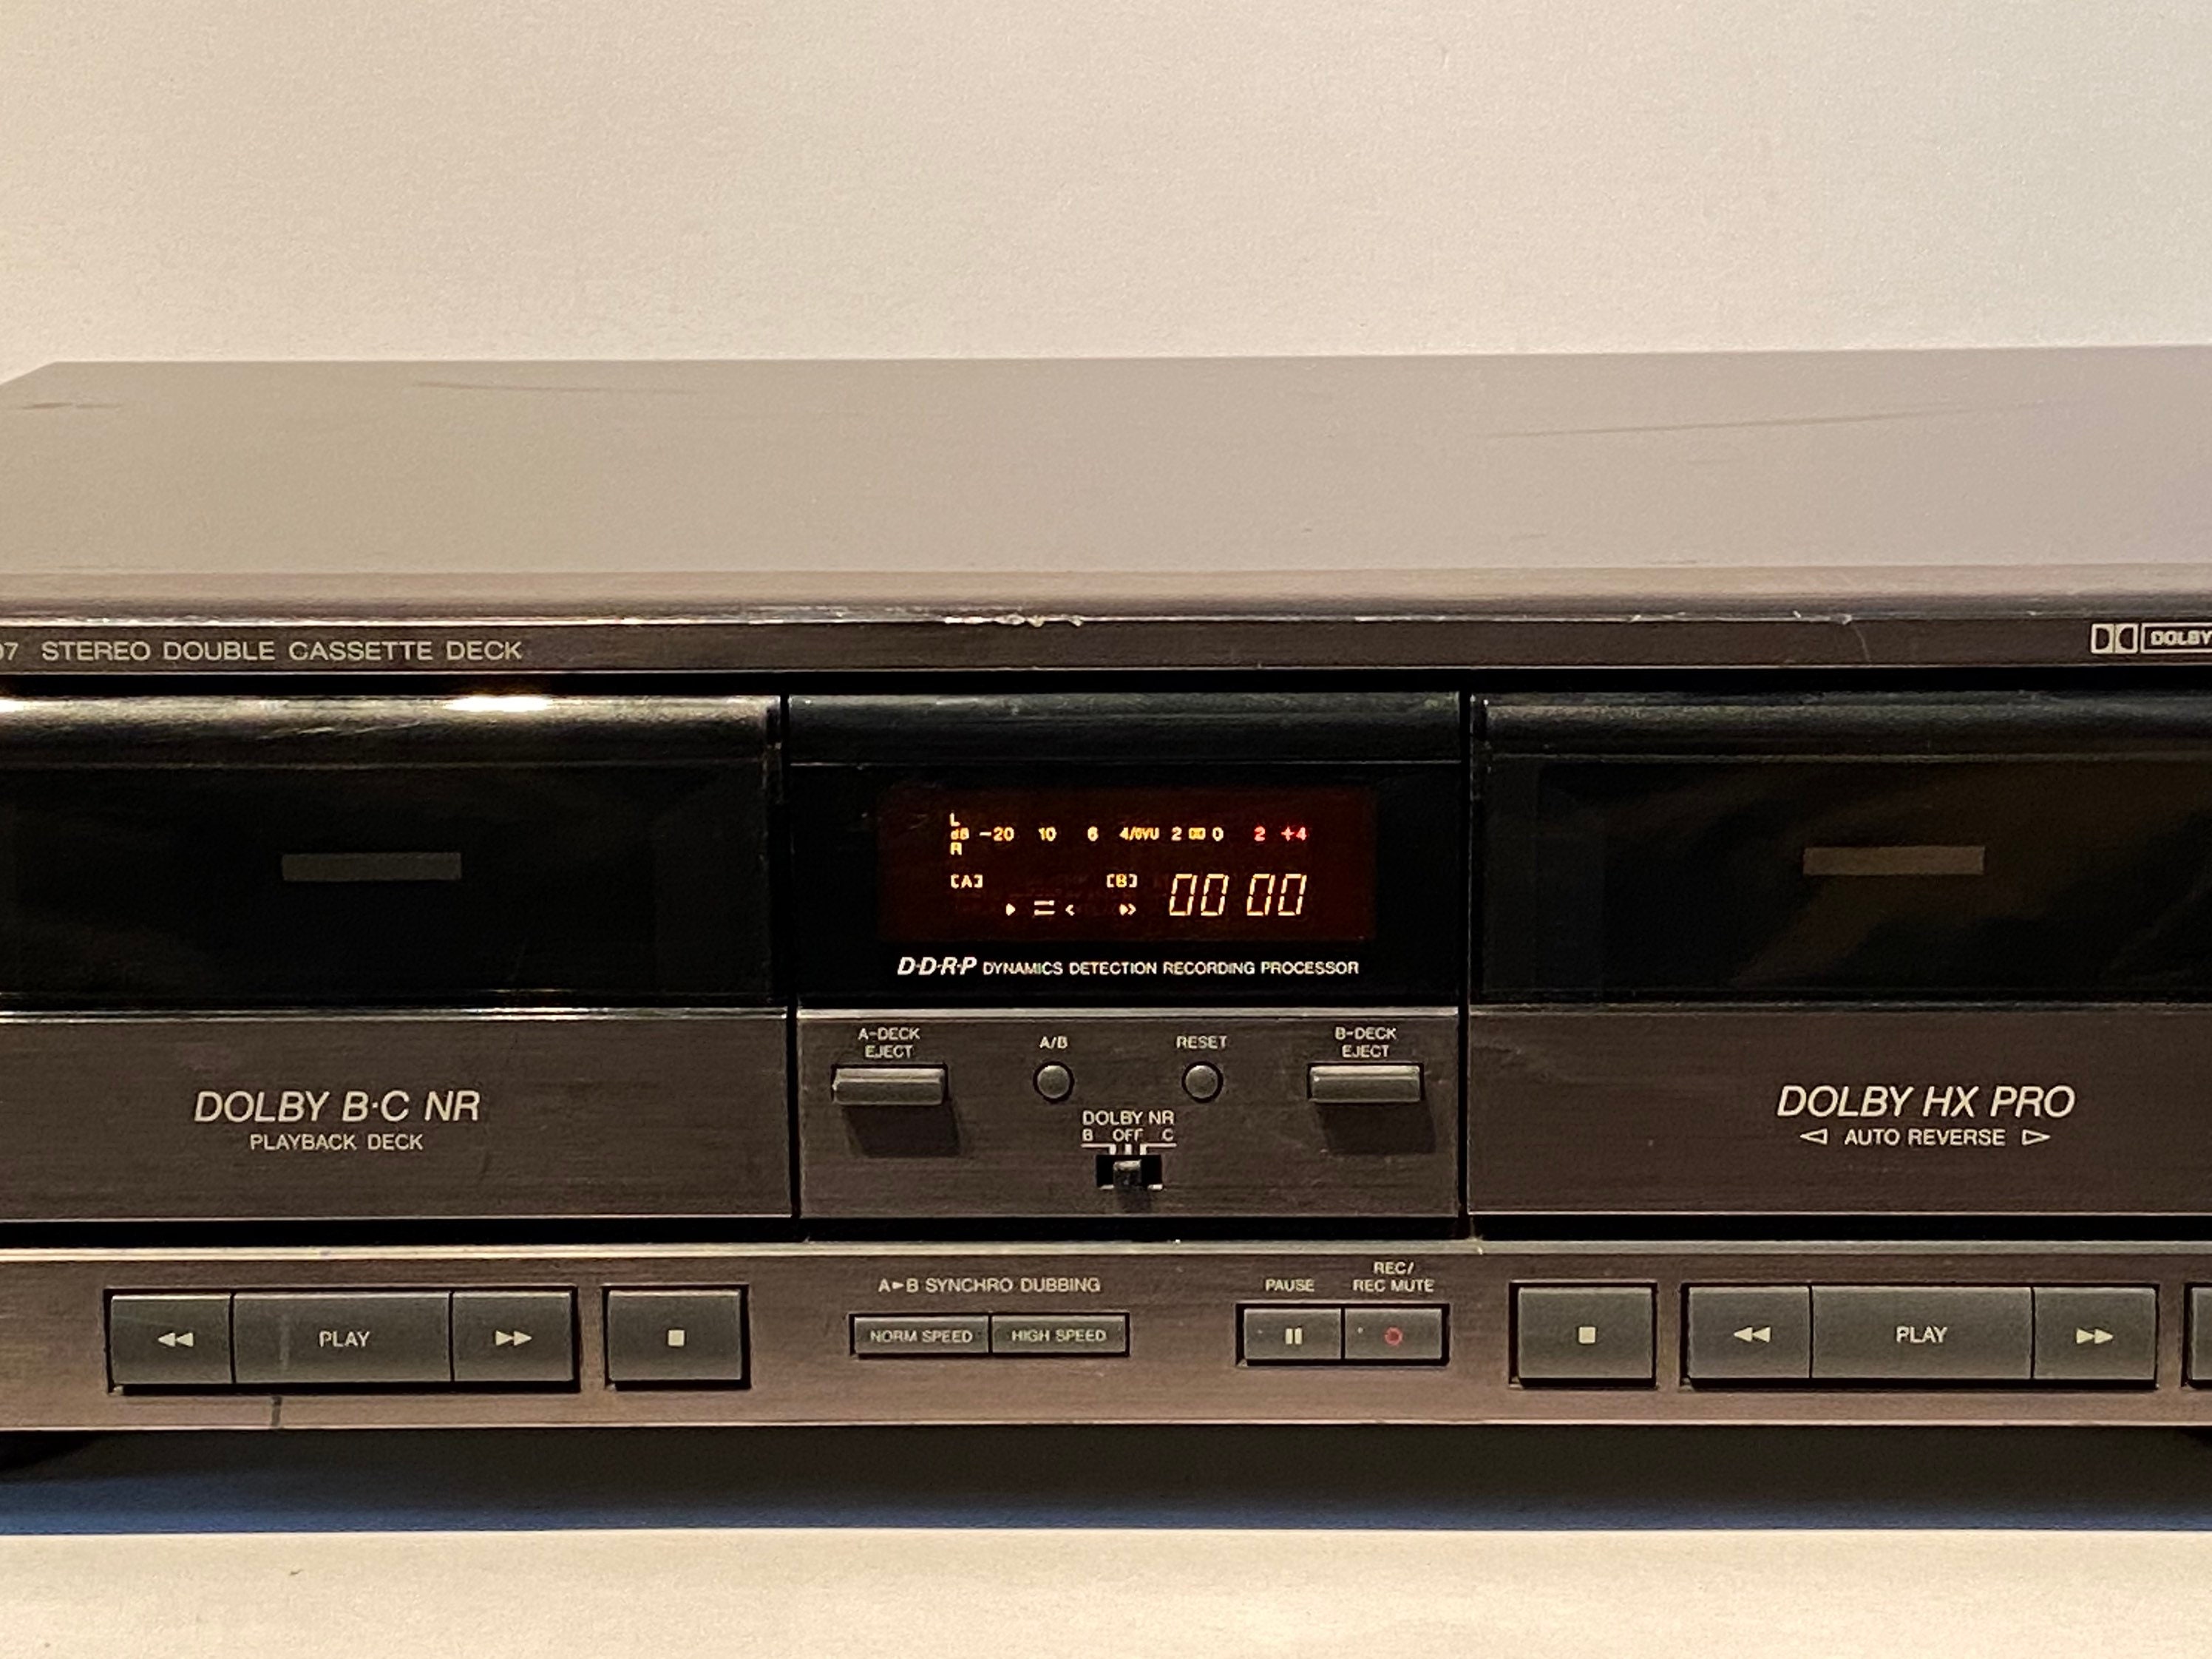 07 STEREO DOUBLE CASSETTE DECK
DOLBY
L
dB -20 10 6 4/0VU 2 0 2 +4
R
[A] [B] 00 00
D·D·R·P DYNAMICS DETECTION RECORDING PROCESSOR
A-DECK
EJECT
A/B
RESET
B-DECK
EJECT
DOLBY NR
B OFF C
DOLBY B·C NR
PLAYBACK DECK
DOLBY HX PRO
AUTO REVERSE
PLAY
A►B SYNCHRO DUBBING
NORM SPEED HIGH SPEED
PAUSE
REC/
REC MUTE
PLAY